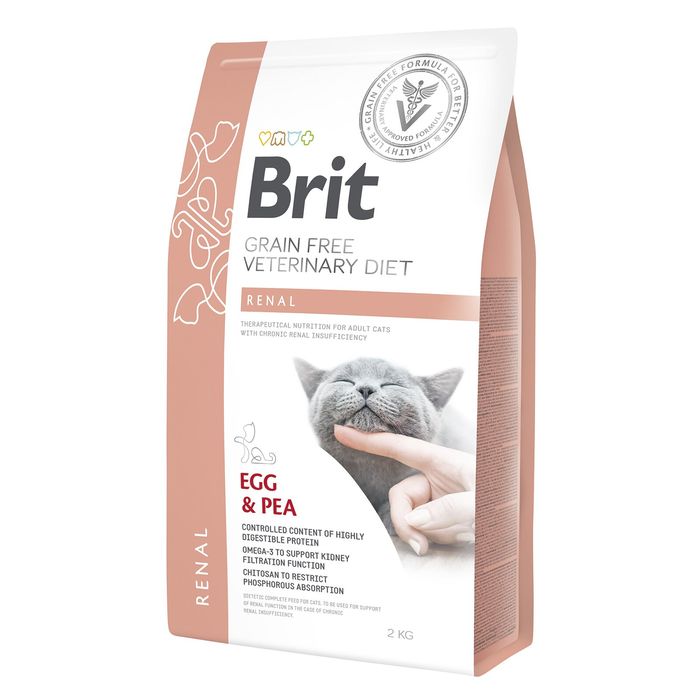 GRAIN FREE FORMULA FOR BETTER & HEALTHY LIFE
VETERINARY APPROVED FORMULA
V
Brit
GRAIN FREE
VETERINARY DIET
RENAL
THERAPEUTICAL NUTRITION FOR ADULT CATS
WITH CHRONIC RENAL INSUFFICIENCY
EGG
& PEA
CONTROLLED CONTENT OF HIGHLY
DIGESTIBLE PROTEIN
OMEGA-3 TO SUPPORT KIDNEY
FILTRATION FUNCTION
CHITOSAN TO RESTRICT
PHOSPHOROUS ABSORPTION
DIETETIC COMPLETE FEED FOR CATS. TO BE USED FOR SUPPORT
OF RENAL FUNCTION IN THE CASE OF CHRONIC
RENAL INSUFFICIENCY.
2 KG
RENAL